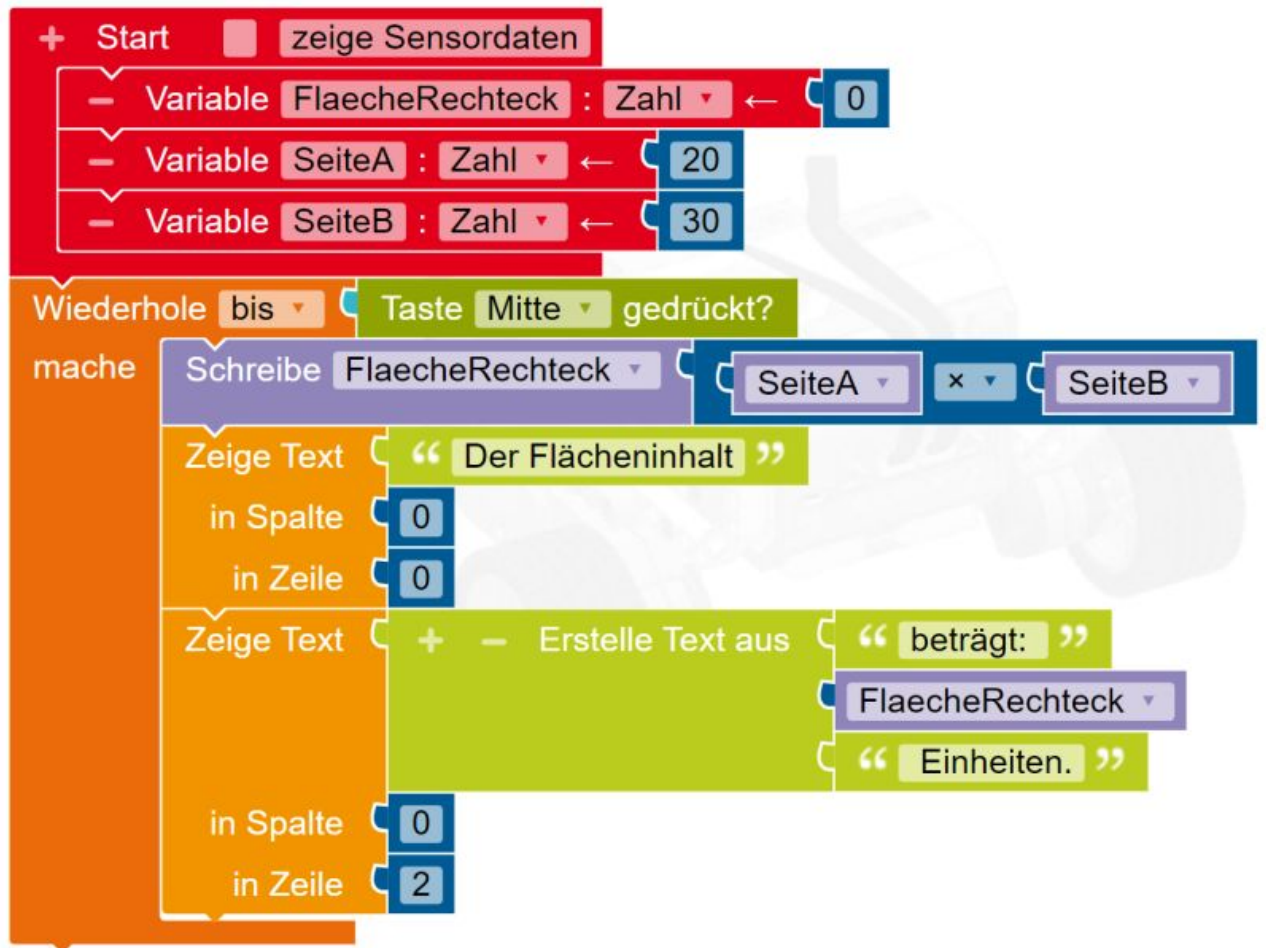 + Start zeige Sensordaten
− Variable FlaecheRechteck : Zahl ← 0
− Variable SeiteA : Zahl ← 20
− Variable SeiteB : Zahl ← 30
Wiederhole bis Taste Mitte gedrückt?
mache Schreibe FlaecheRechteck SeiteA × SeiteB
Zeige Text “ Der Flächeninhalt ”
in Spalte 0
in Zeile 0
Zeige Text + − Erstelle Text aus “ beträgt: ”
FlaecheRechteck
“ Einheiten. ”
in Spalte 0
in Zeile 2